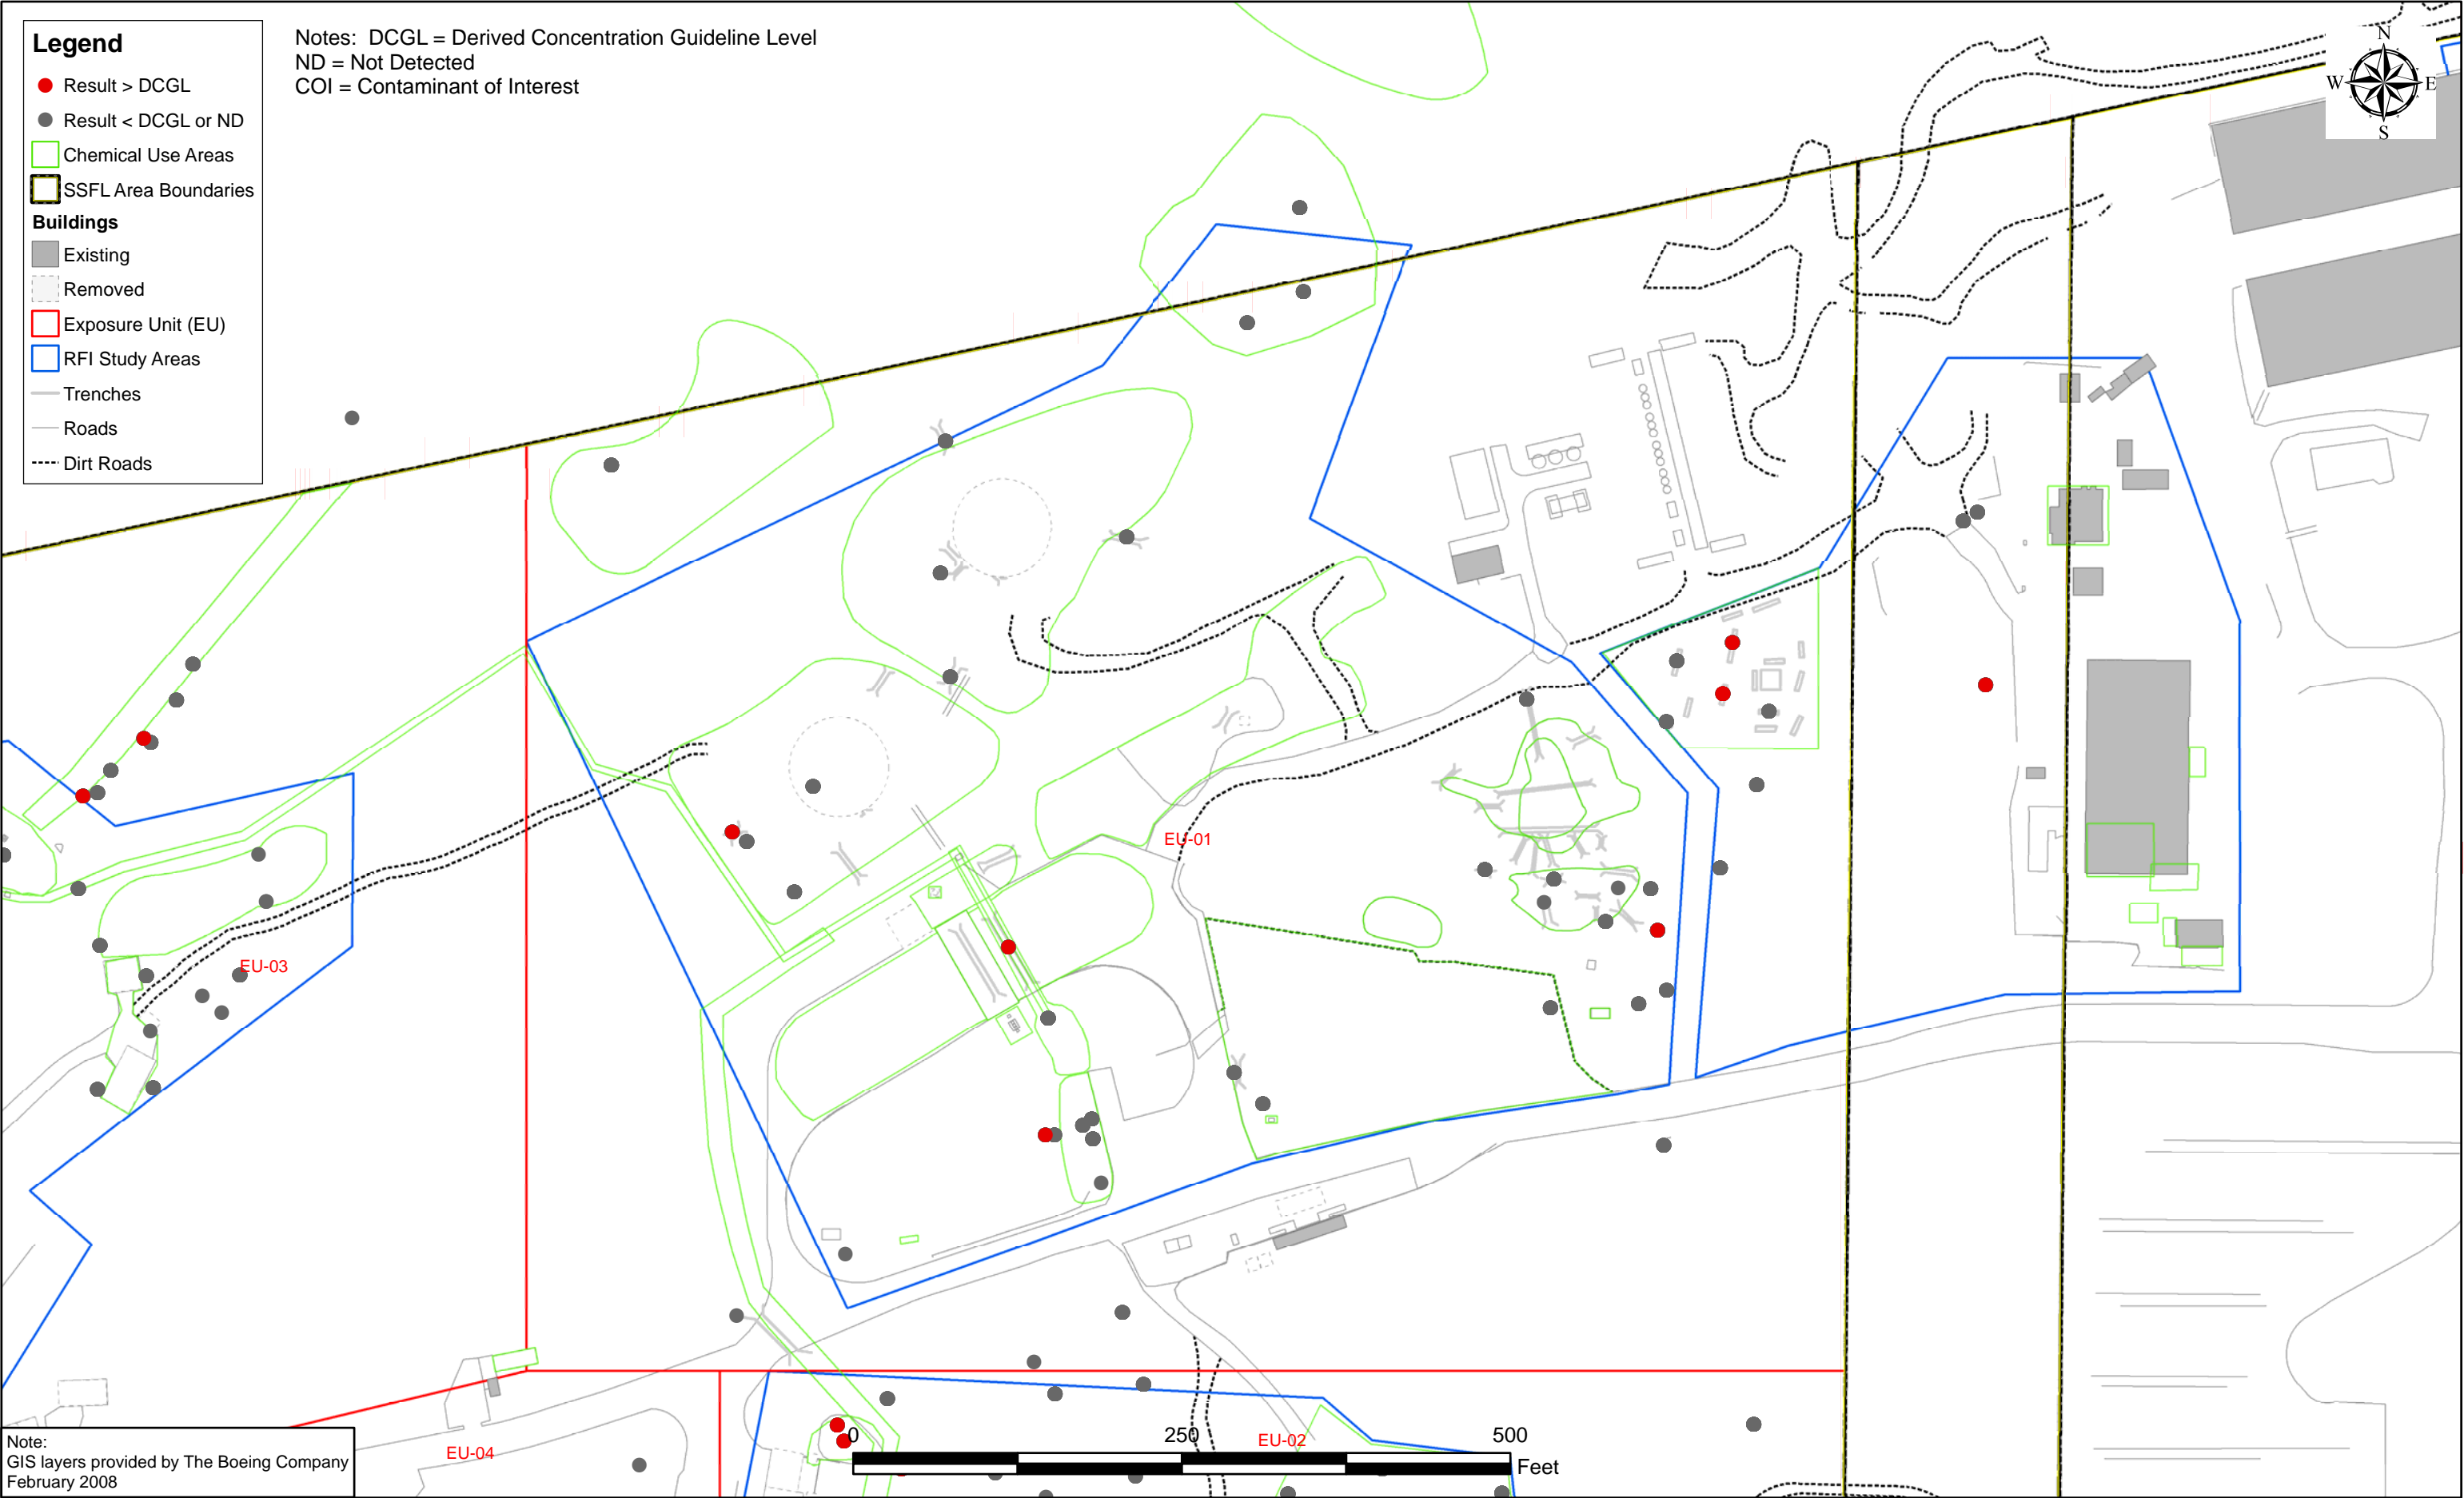 Legend
Result > DCGL
Result < DCGL or ND
Chemical Use Areas
SSFL Area Boundaries
Buildings
Existing
Removed
Exposure Unit (EU)
RFI Study Areas
Trenches
Roads
Dirt Roads
Notes: DCGL = Derived Concentration Guideline Level
ND = Not Detected
COI = Contaminant of Interest
N
W
E
S
EU-01
EU-03
EU-04
EU-02
0
250
500
Feet
Note:
GIS layers provided by The Boeing Company
February 2008